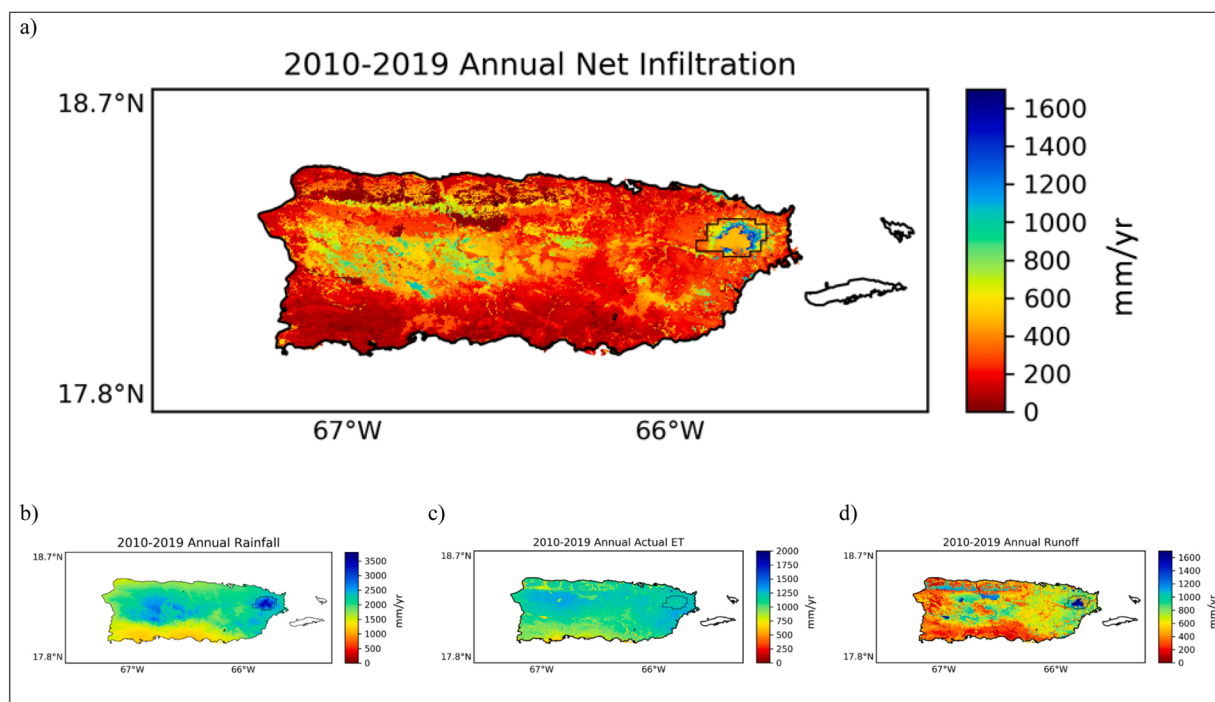 a)
2010-2019 Annual Net Infiltration
18.7°N
17.8°N
67°W
66°W
1600
1400
1200
1000
800
600
400
200
0
mm/yr
b)
2010-2019 Annual Rainfall
18.7°N
17.8°N
67°W
66°W
3500
3000
2500
2000
1500
1000
500
0
mm/yr
c)
2010-2019 Annual Actual ET
18.7°N
17.8°N
67°W
66°W
2000
1750
1500
1250
1000
750
500
250
0
mm/yr
d)
2010-2019 Annual Runoff
18.7°N
17.8°N
67°W
66°W
1600
1400
1200
1000
800
600
400
200
0
mm/yr